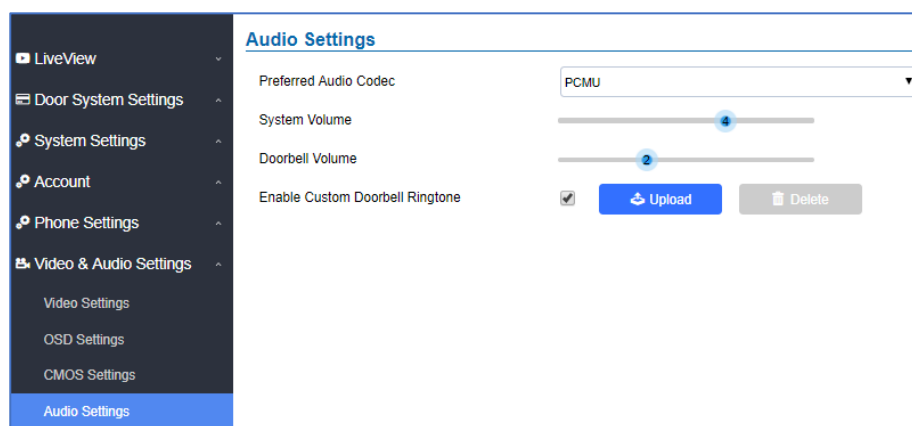 LiveView
Door System Settings
System Settings
Account
Phone Settings
Video & Audio Settings
Video Settings
OSD Settings
CMOS Settings
Audio Settings
Audio Settings
Preferred Audio Codec PCMU
System Volume 4
Doorbell Volume 2
Enable Custom Doorbell Ringtone Upload Delete